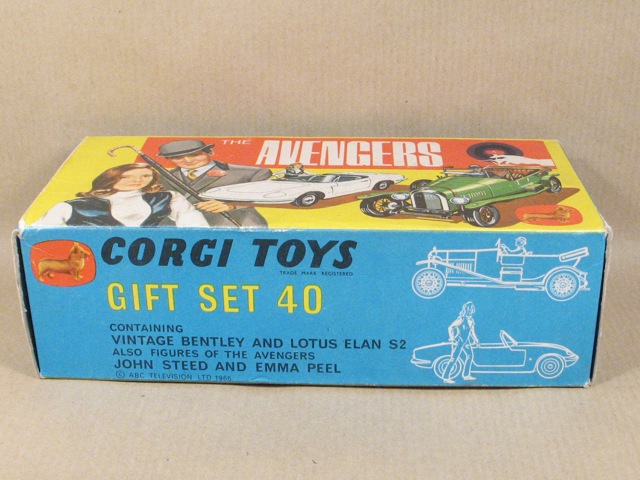 THE AVENGERS
CORGI TOYS
TRADE MARK REGISTERED
GIFT SET 40
CONTAINING
VINTAGE BENTLEY AND LOTUS ELAN S2
ALSO FIGURES OF THE AVENGERS
JOHN STEED AND EMMA PEEL
© ABC TELEVISION LTD 1966